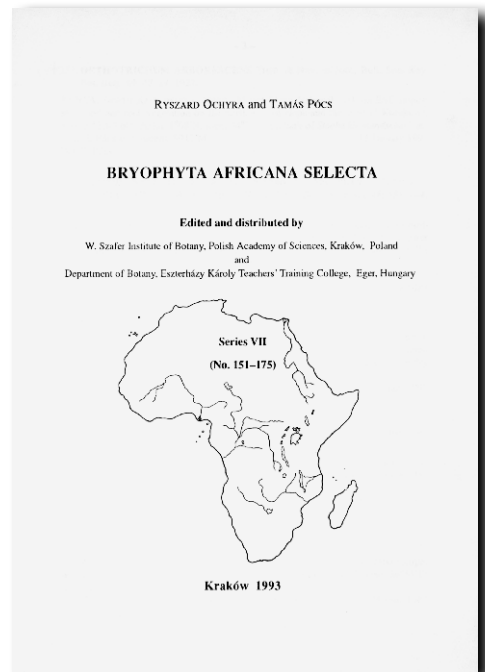 RYSZARD OCHYRA and TAMÁS PÓCS
BRYOPHYTA AFRICANA SELECTA
Edited and distributed by
W. Szafer Institute of Botany, Polish Academy of Sciences, Kraków, Poland
and
Department of Botany, Eszterházy Károly Teachers' Training College, Eger, Hungary
Series VII
(No. 151–175)
Kraków 1993